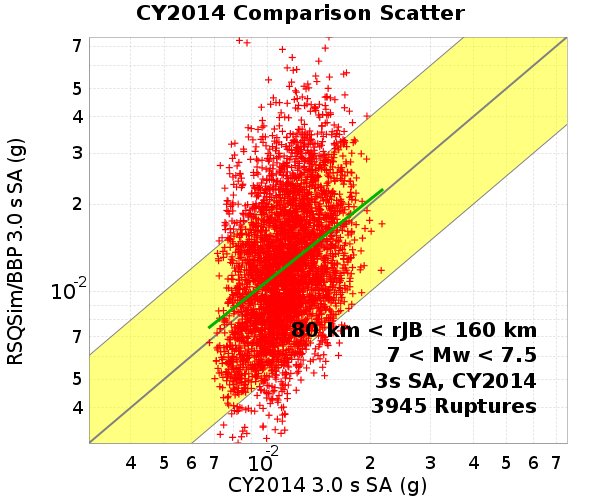 CY2014 Comparison Scatter
RSQSim/BBP 3.0 s SA (g)
7
5
4
3
2
10-2
7
5
4
80 km < rJB < 160 km
7 < Mw < 7.5
3s SA, CY2014
3945 Ruptures
4 5 6 7 10-2 2 3 4 5 6 7
CY2014 3.0 s SA (g)